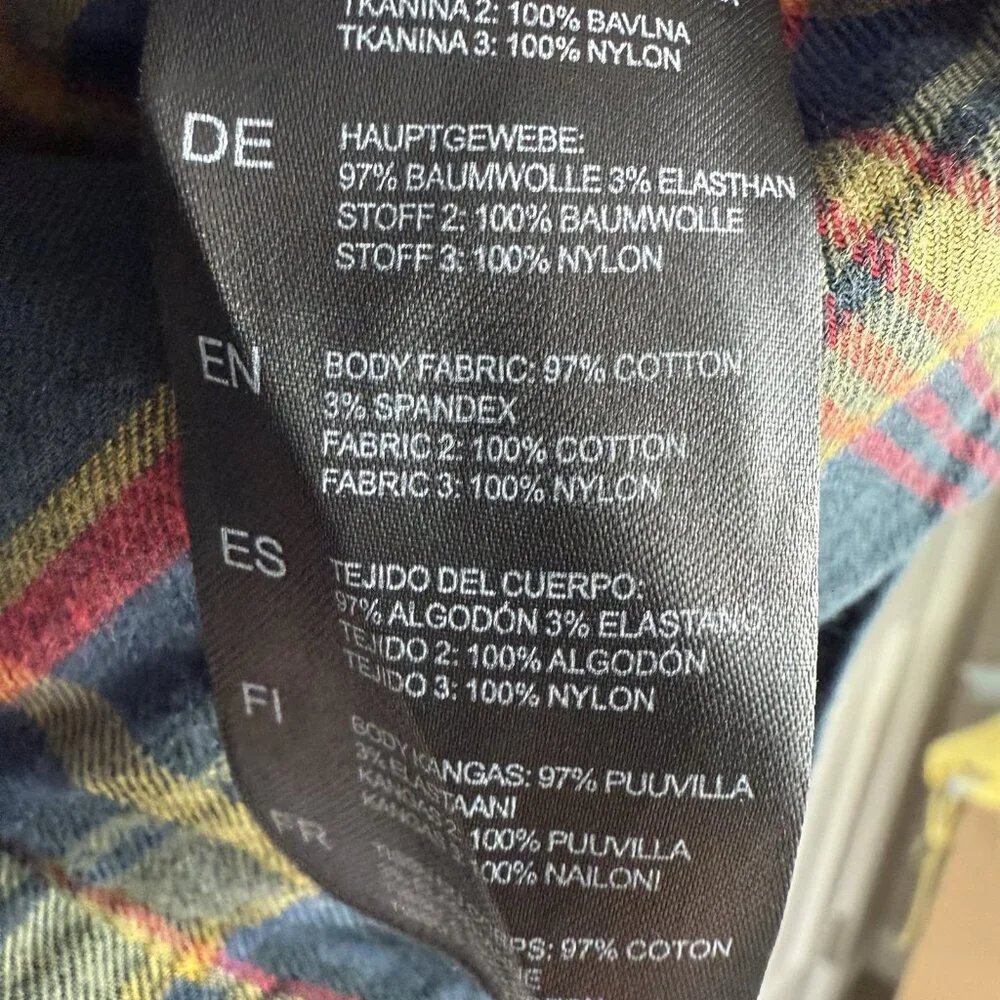 TKANINA 2: 100% BAVLNA
TKANINA 3: 100% NYLON
DE
HAUPTGEWEBE:
97% BAUMWOLLE 3% ELASTHAN
STOFF 2: 100% BAUMWOLLE
STOFF 3: 100% NYLON
EN
BODY FABRIC: 97% COTTON
3% SPANDEX
FABRIC 2: 100% COTTON
FABRIC 3: 100% NYLON
ES
TEJIDO DEL CUERPO:
97% ALGODÓN 3% ELASTANO
TEJIDO 2: 100% ALGODÓN
TEJIDO 3: 100% NYLON
FI
BODY KANGAS: 97% PUUVILLA
3% ELASTAANI
KANGAS 2: 100% PUUVILLA
100% NAILONI
FR
97% COTON